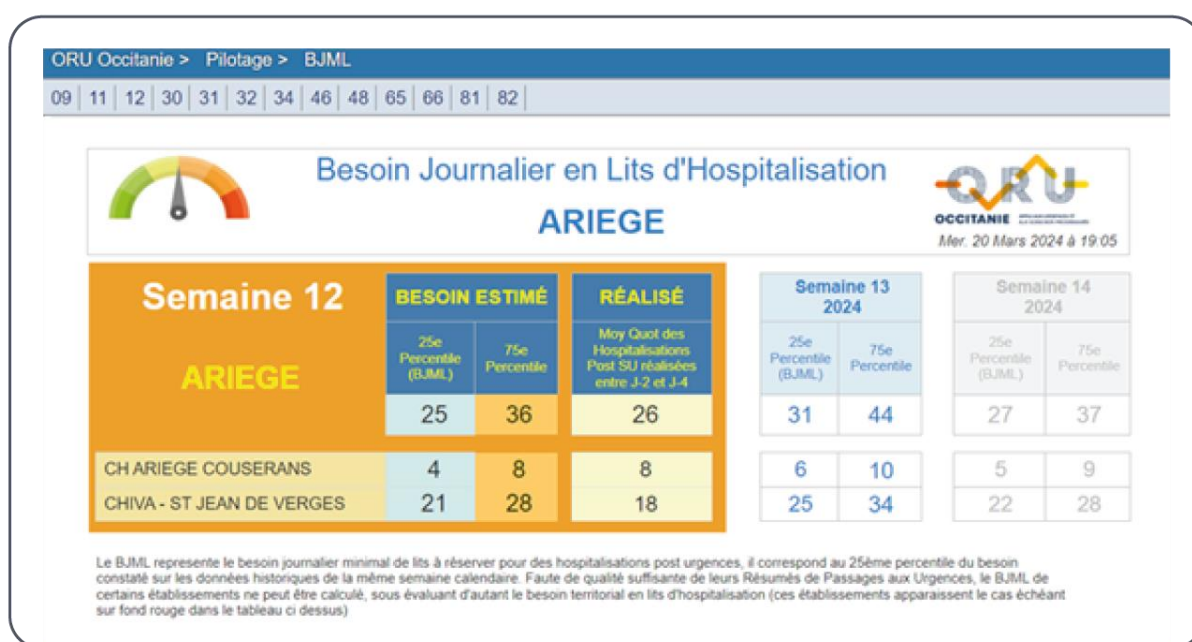 ORU Occitanie > Pilotage > BJML
09 | 11 | 12 | 30 | 31 | 32 | 34 | 46 | 48 | 65 | 66 | 81 | 82 |
Besoin Journalier en Lits d'Hospitalisation
ARIEGE
ORU
OCCITANIE
Mer. 20 Mars 2024 à 19:05
Semaine 12
ARIEGE
BESOIN ESTIMÉ
RÉALISÉ
25e
Percentile
(BJML)
75e
Percentile
Moy Quot des
Hospitalisations
Post SU réalisées
entre J-2 et J-4
25 36 26
Semaine 13
2024
25e
Percentile
(BJML)
75e
Percentile
31 44
Semaine 14
2024
25e
Percentile
(BJML)
75e
Percentile
27 37
CH ARIEGE COUSERANS 4 8 8 6 10 5 9
CHIVA - ST JEAN DE VERGES 21 28 18 25 34 22 28
Le BJML represente le besoin journalier minimal de lits à réserver pour des hospitalisations post urgences, il correspond au 25ème percentile du besoin
constaté sur les données historiques de la même semaine calendaire. Faute de qualité suffisante de leurs Résumés de Passages aux Urgences, le BJML de
certains établissements ne peut être calculé, sous évaluant d'autant le besoin territorial en lits d'hospitalisation (ces établissements apparaissent le cas échéant
sur fond rouge dans le tableau ci dessus)